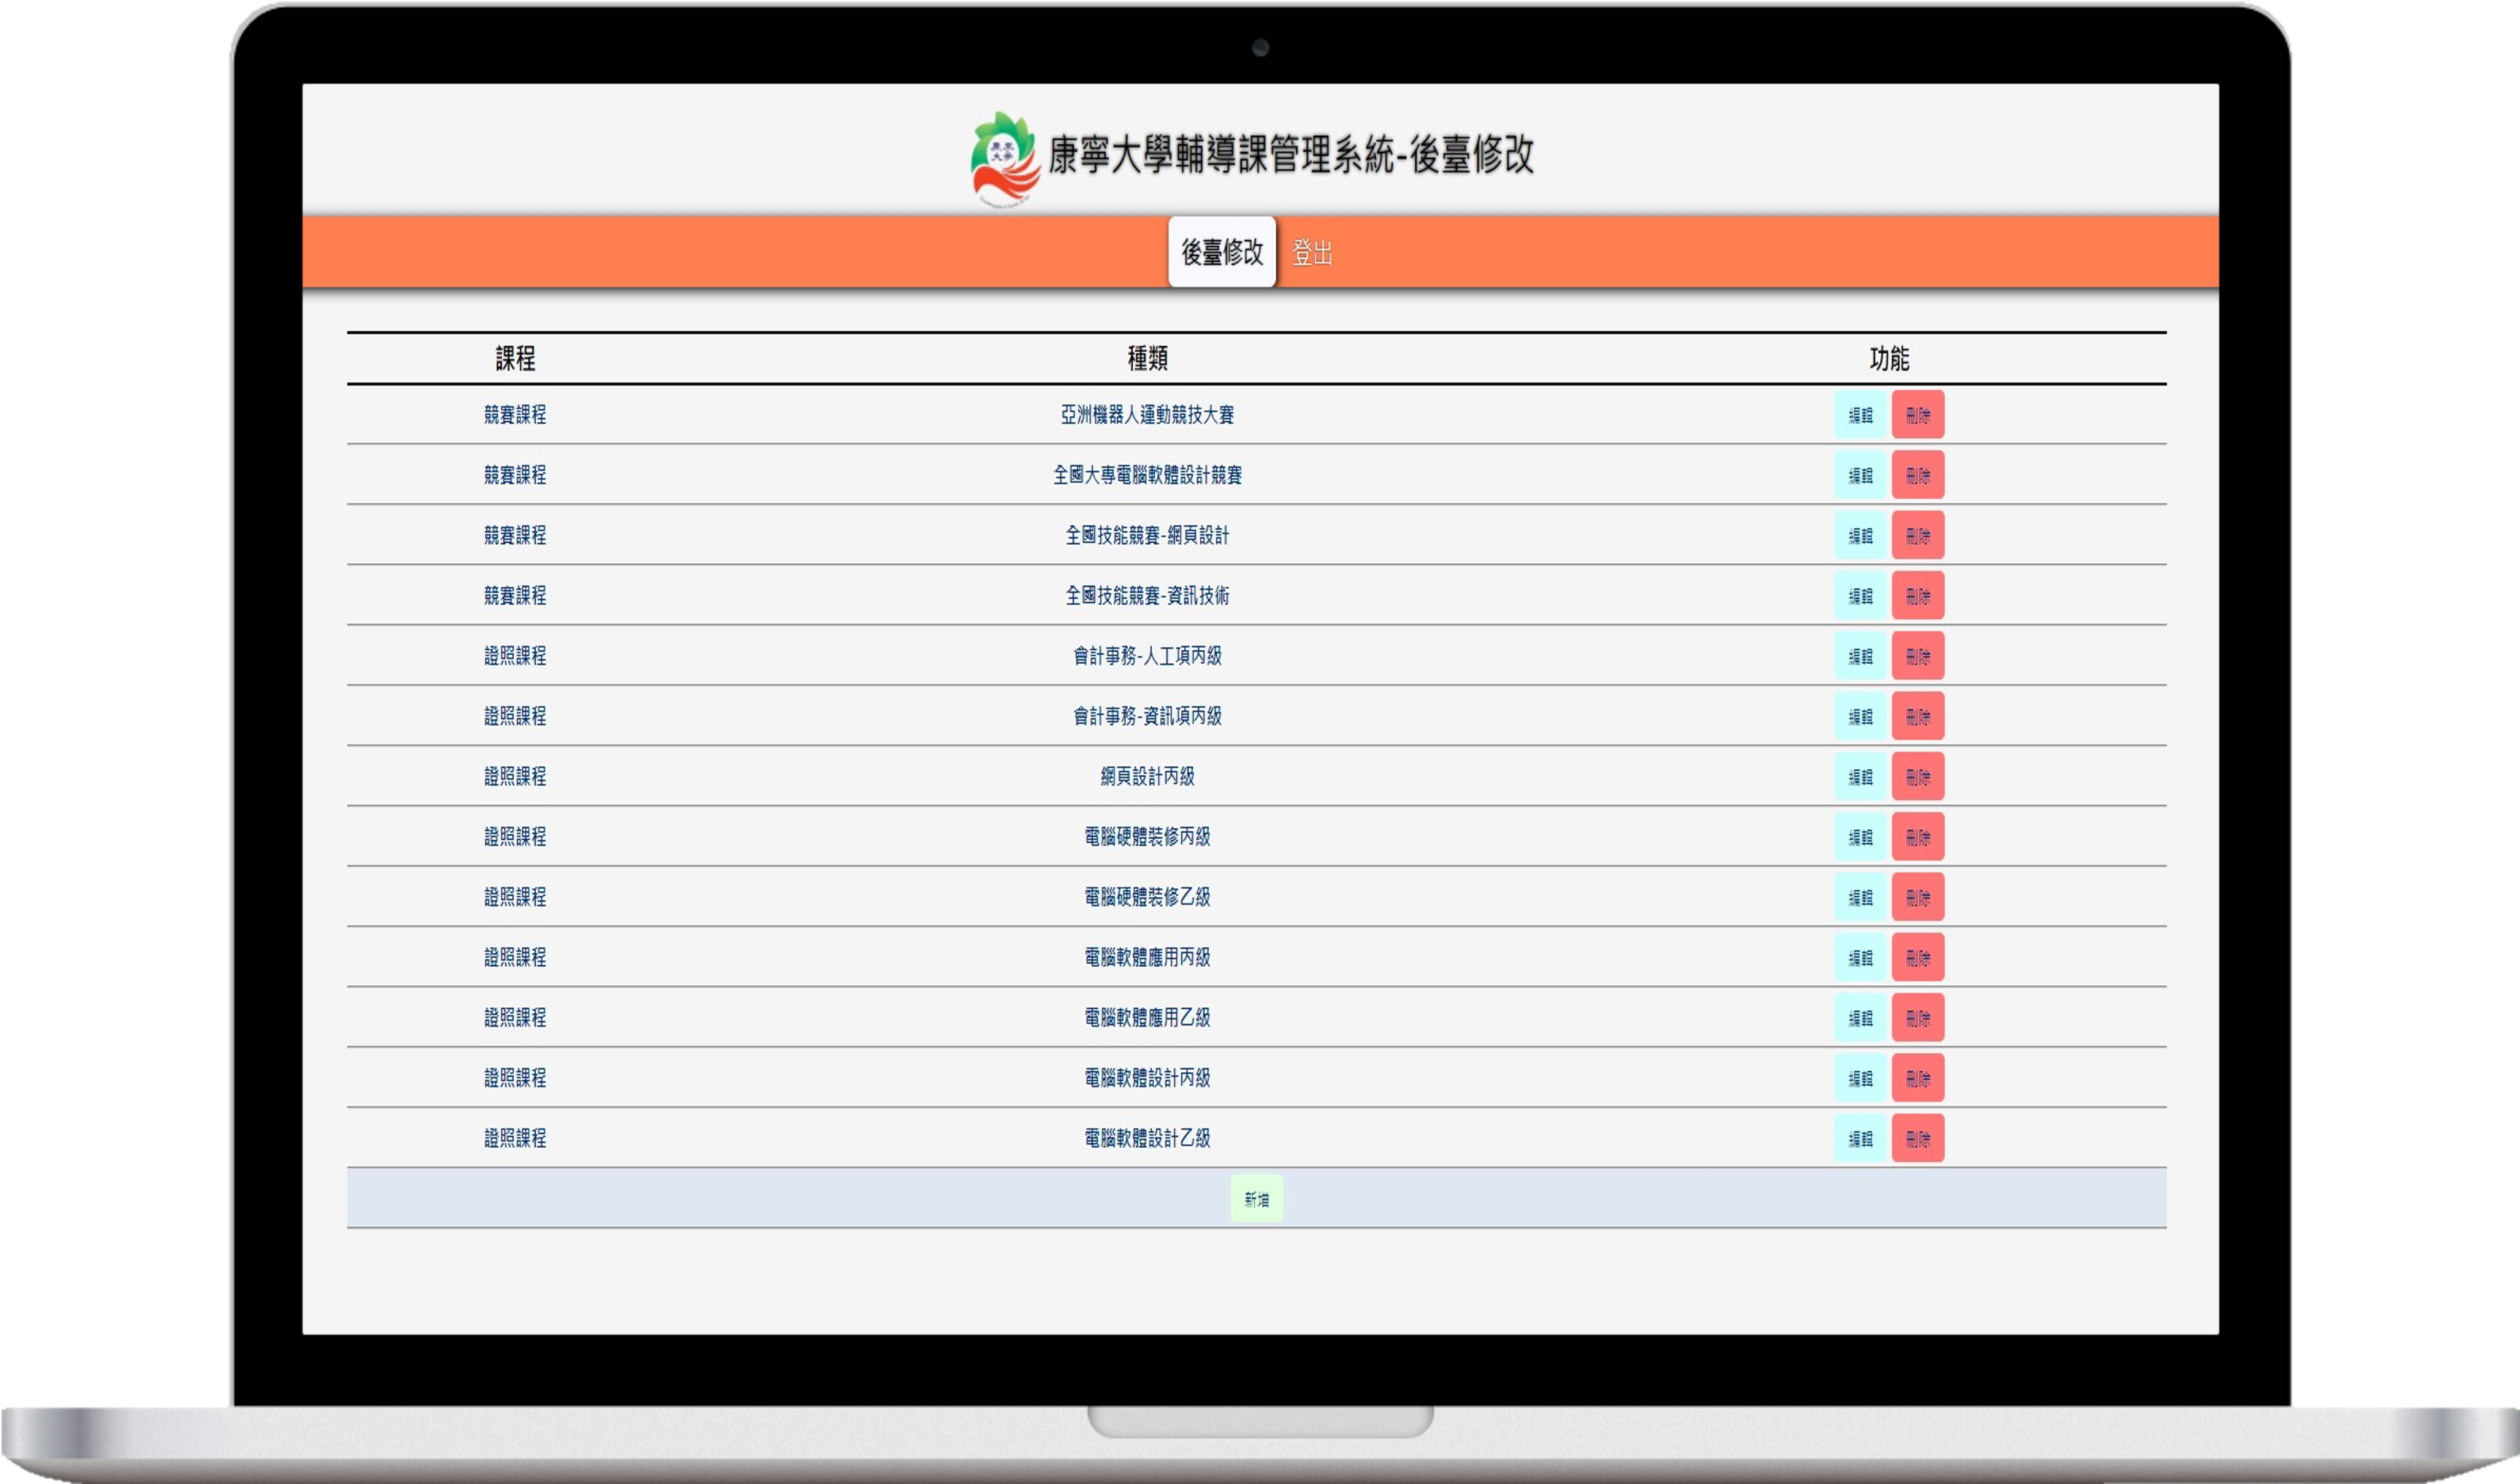 康寧大學輔導課管理系統-後臺修改
後臺修改 登出
課程 種類 功能
競賽課程 亞洲機器人運動競技大賽 編輯 刪除
競賽課程 全國大專電腦軟體設計競賽 編輯 刪除
競賽課程 全國技能競賽-網頁設計 編輯 刪除
競賽課程 全國技能競賽-資訊技術 編輯 刪除
證照課程 會計事務-人工項丙級 編輯 刪除
證照課程 會計事務-資訊項丙級 編輯 刪除
證照課程 網頁設計丙級 編輯 刪除
證照課程 電腦硬體裝修丙級 編輯 刪除
證照課程 電腦硬體裝修乙級 編輯 刪除
證照課程 電腦軟體應用丙級 編輯 刪除
證照課程 電腦軟體應用乙級 編輯 刪除
證照課程 電腦軟體設計丙級 編輯 刪除
證照課程 電腦軟體設計乙級 編輯 刪除
新增